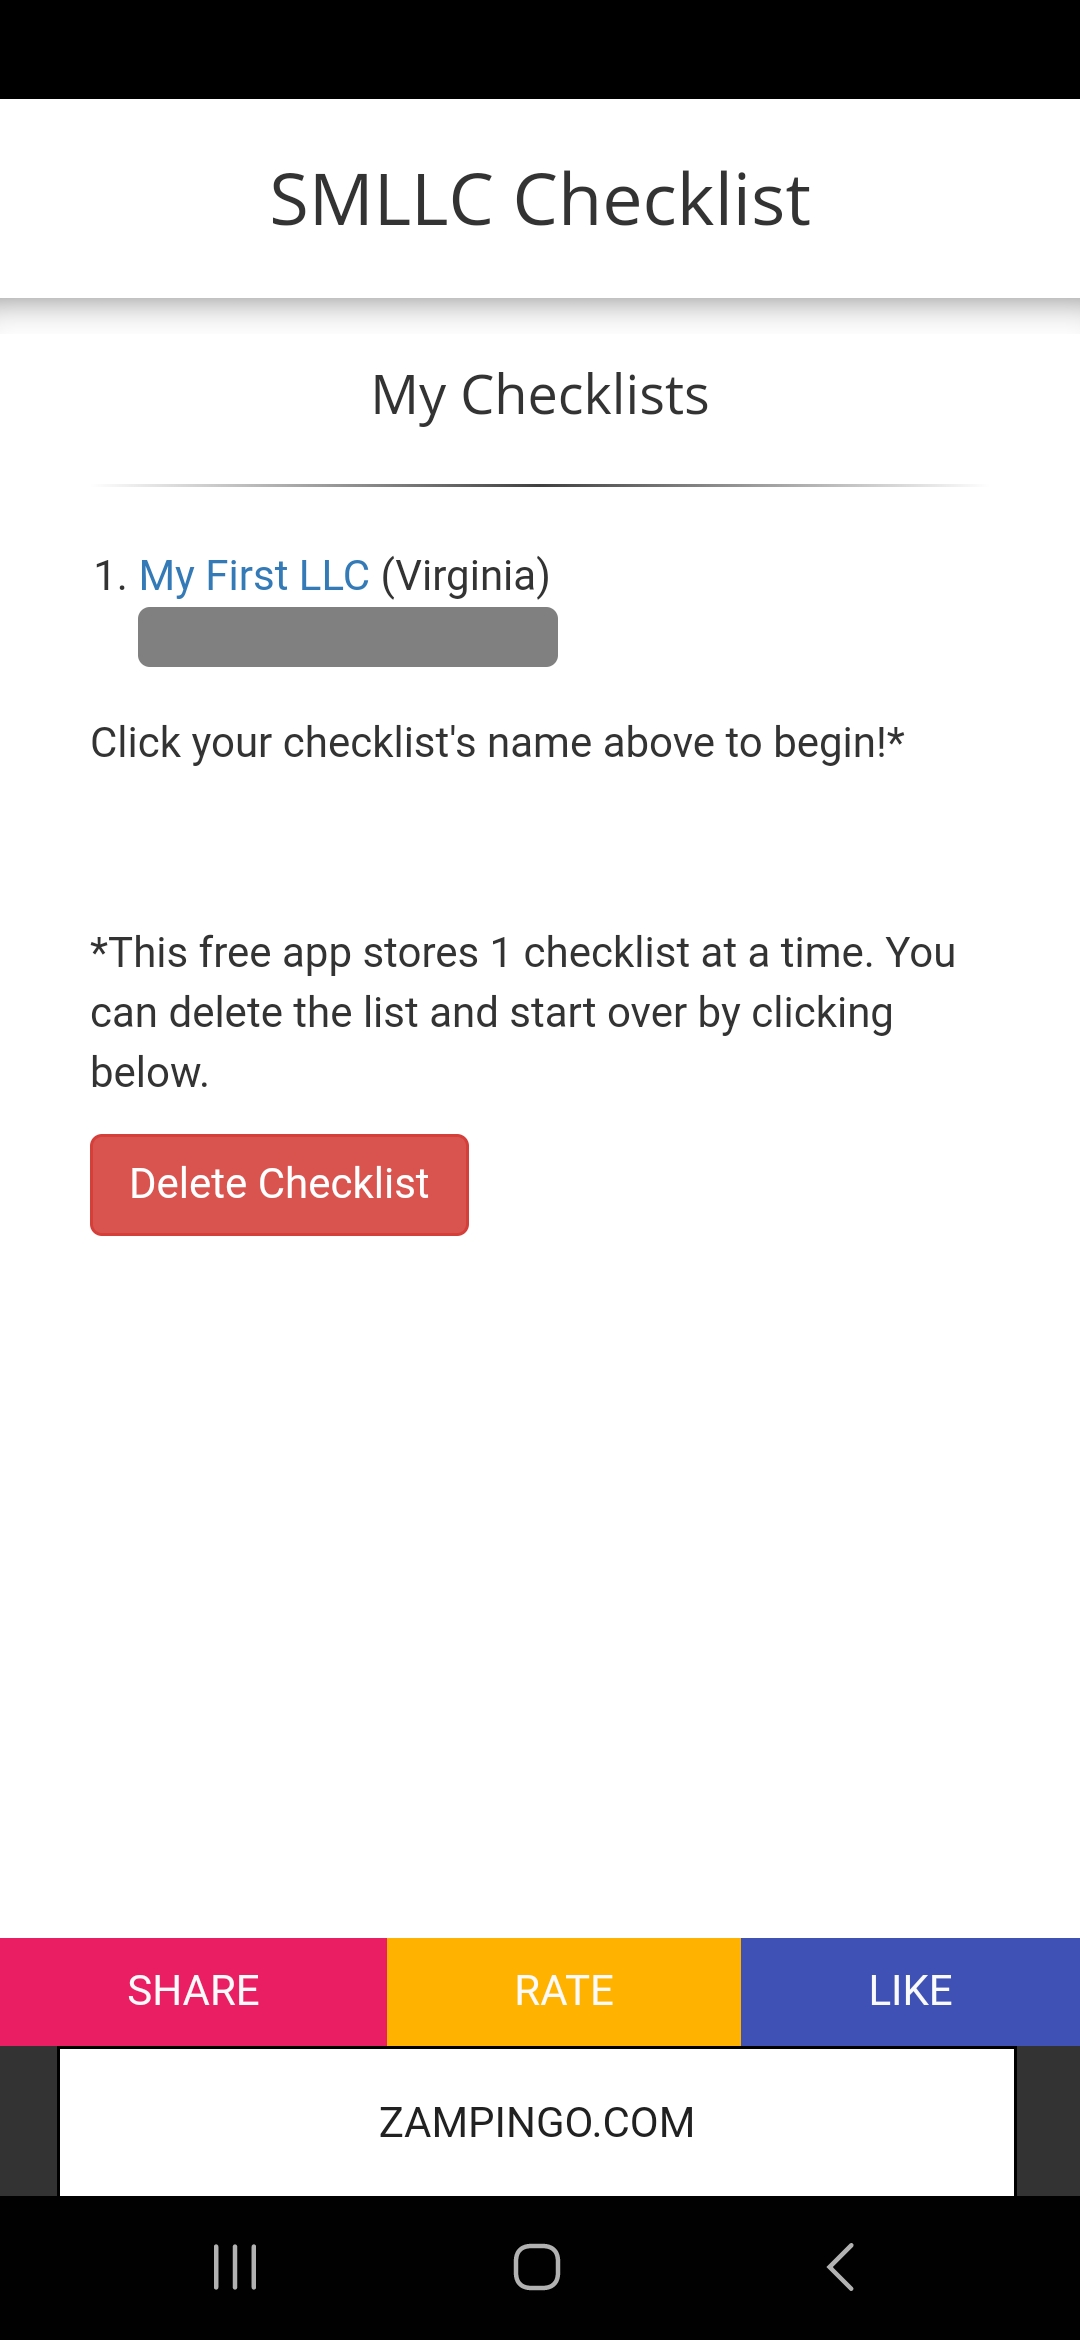 SMLLC Checklist
My Checklists
1. My First LLC (Virginia)
Click your checklist's name above to begin!*
*This free app stores 1 checklist at a time. You
can delete the list and start over by clicking
below.
Delete Checklist
SHARE RATE LIKE
ZAMPINGO.COM